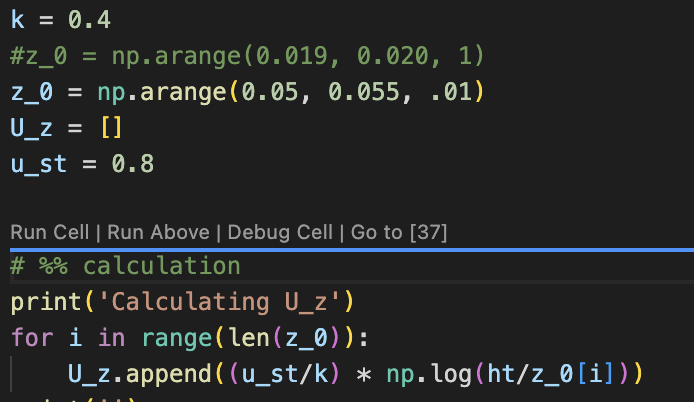 k = 0.4
#z_0 = np.arange(0.019, 0.020, 1)
z_0 = np.arange(0.05, 0.055, .01)
U_z = []
u_st = 0.8
Run Cell | Run Above | Debug Cell | Go to [37]
# %% calculation
print('Calculating U_z')
for i in range(len(z_0)):
    U_z.append((u_st/k) * np.log(ht/z_0[i]))